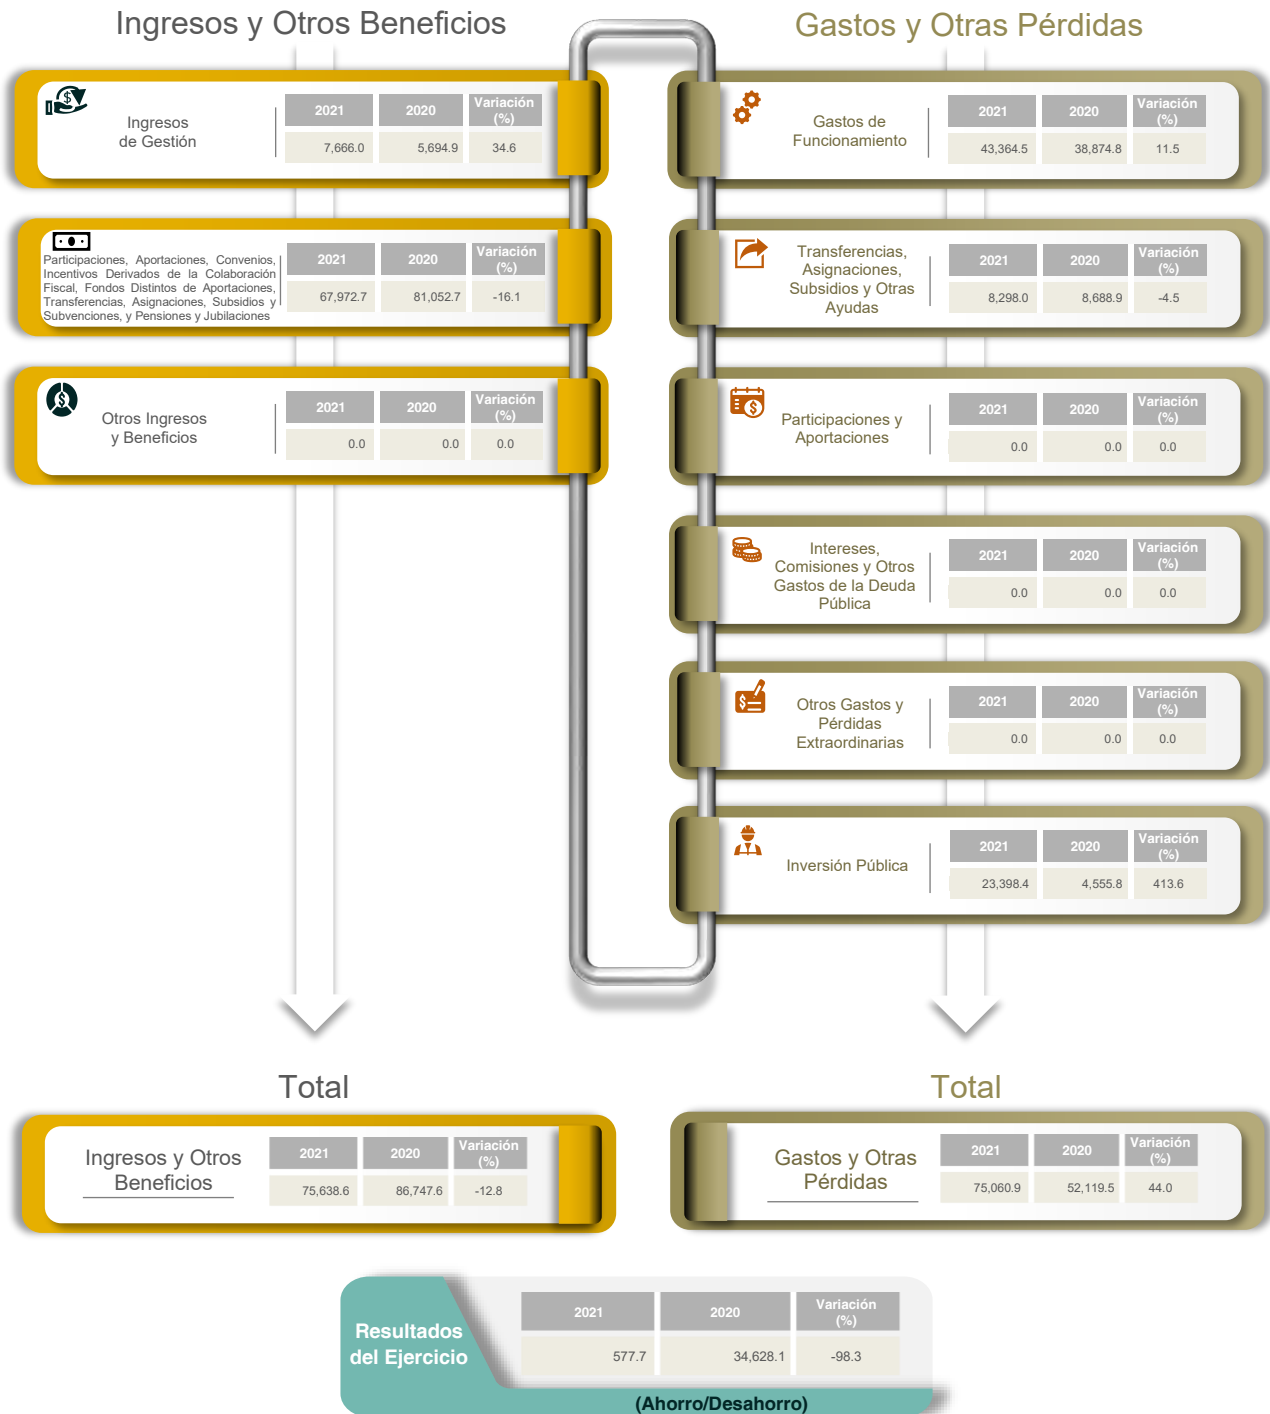 Ingresos y Otros Beneficios
Ingresos
de Gestión
2021 2020 Variación (%)
7,666.0 5,694.9 34.6
Participaciones, Aportaciones, Convenios,
Incentivos Derivados de la Colaboración
Fiscal, Fondos Distintos de Aportaciones,
Transferencias, Asignaciones, Subsidios y
Subvenciones, y Pensiones y Jubilaciones
2021 2020 Variación (%)
67,972.7 81,052.7 -16.1
Otros Ingresos
y Beneficios
2021 2020 Variación (%)
0.0 0.0 0.0
Gastos y Otras Pérdidas
Gastos de
Funcionamiento
2021 2020 Variación (%)
43,364.5 38,874.8 11.5
Transferencias,
Asignaciones,
Subsidios y Otras
Ayudas
2021 2020 Variación (%)
8,298.0 8,688.9 -4.5
Participaciones y
Aportaciones
2021 2020 Variación (%)
0.0 0.0 0.0
Intereses,
Comisiones y Otros
Gastos de la Deuda
Pública
2021 2020 Variación (%)
0.0 0.0 0.0
Otros Gastos y
Pérdidas
Extraordinarias
2021 2020 Variación (%)
0.0 0.0 0.0
Inversión Pública
2021 2020 Variación (%)
23,398.4 4,555.8 413.6
Total
Ingresos y Otros
Beneficios
2021 2020 Variación (%)
75,638.6 86,747.6 -12.8
Total
Gastos y Otras
Pérdidas
2021 2020 Variación (%)
75,060.9 52,119.5 44.0
Resultados
del Ejercicio
2021 2020 Variación (%)
577.7 34,628.1 -98.3
(Ahorro/Desahorro)